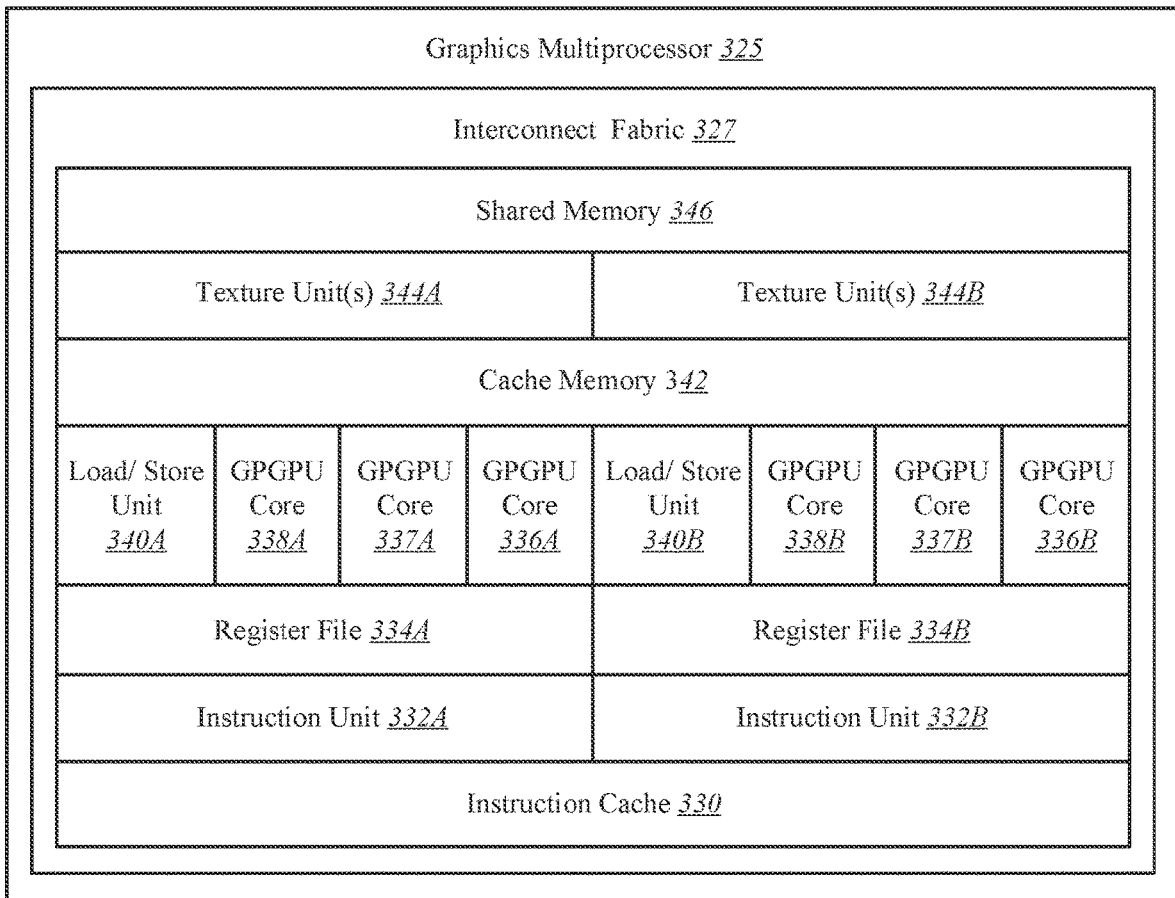 Graphics Multiprocessor 325
Interconnect Fabric 327
Shared Memory 346
Texture Unit(s) 344A
Texture Unit(s) 344B
Cache Memory 342
Load/ Store
Unit
340A
GPGPU
Core
338A
GPGPU
Core
337A
GPGPU
Core
336A
Load/ Store
Unit
340B
GPGPU
Core
338B
GPGPU
Core
337B
GPGPU
Core
336B
Register File 334A
Register File 334B
Instruction Unit 332A
Instruction Unit 332B
Instruction Cache 330